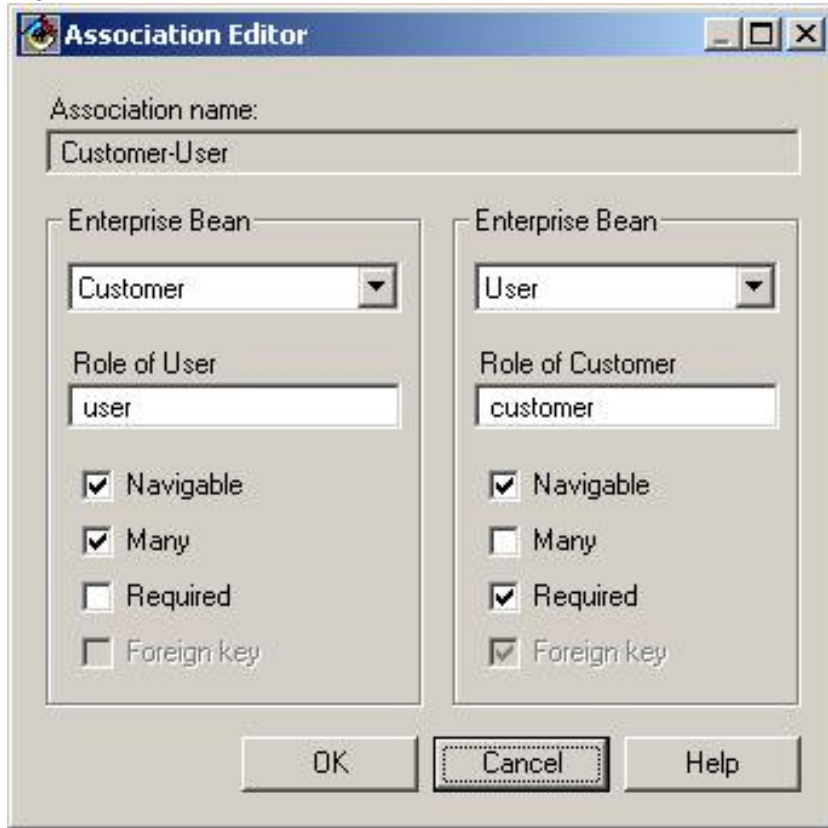 Association Editor
Association name:
Customer-User
Enterprise Bean
Customer
Role of User
user
Navigable
Many
Required
Foreign key
Enterprise Bean
User
Role of Customer
customer
Navigable
Many
Required
Foreign key
OK
Cancel
Help